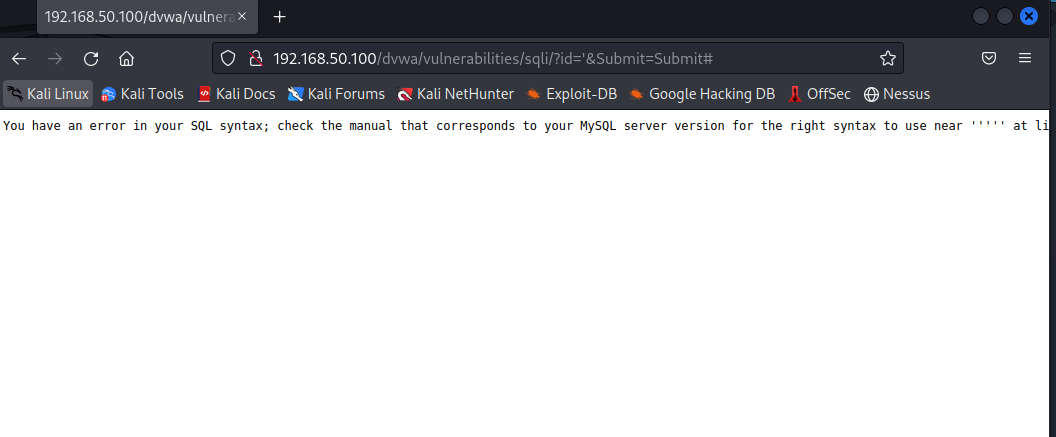 192.168.50.100/dvwa/vulnera
192.168.50.100/dvwa/vulnerabilities/sqli/?id='&Submit=Submit#
Kali Linux Kali Tools Kali Docs Kali Forums Kali NetHunter Exploit-DB Google Hacking DB OffSec Nessus
You have an error in your SQL syntax; check the manual that corresponds to your MySQL server version for the right syntax to use near ''''' at li